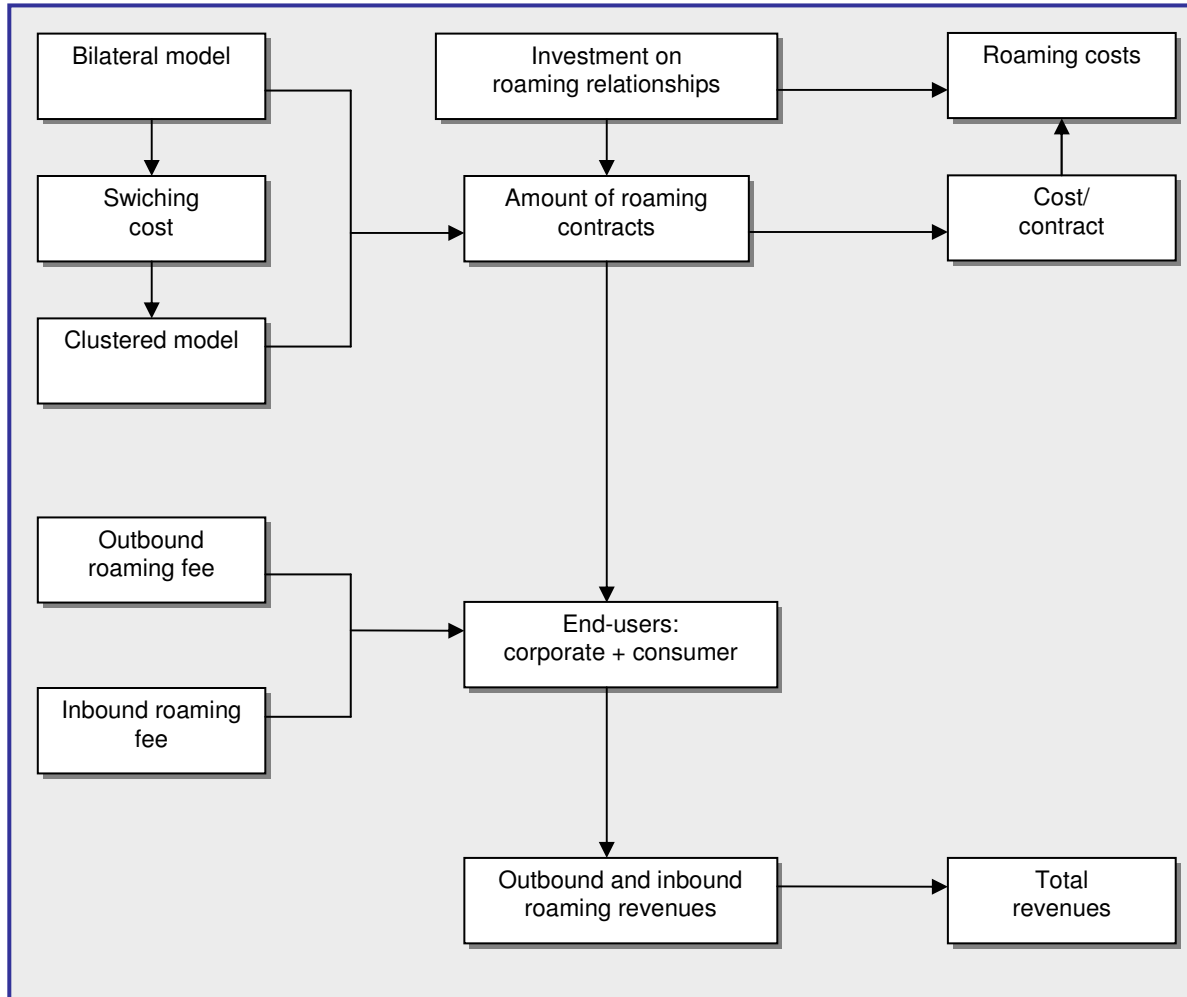 Bilateral model
Investment on
roaming relationships
Roaming costs
Swiching
cost
Amount of roaming
contracts
Cost/
contract
Clustered model
Outbound
roaming fee
End-users:
corporate + consumer
Inbound roaming
fee
Outbound and inbound
roaming revenues
Total
revenues